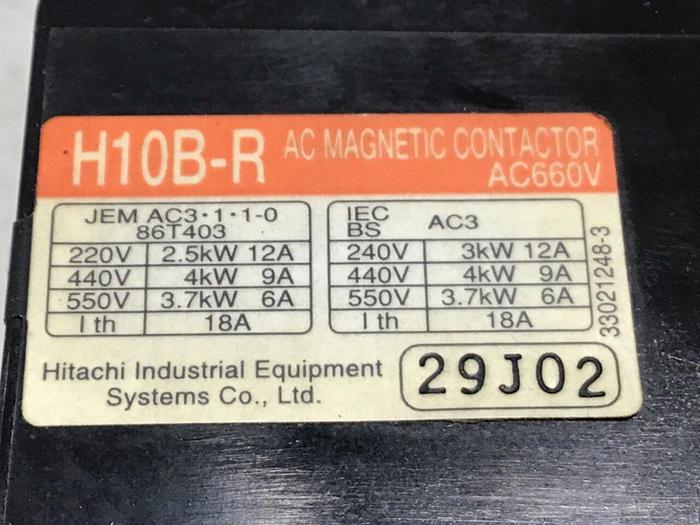 H10B-R AC MAGNETIC CONTACTOR
AC660V
JEM AC3・1・1-0
86T403
220V 2.5kW 12A
440V 4kW 9A
550V 3.7kW 6A
I th 18A
IEC
BS AC3
240V 3kW 12A
440V 4kW 9A
550V 3.7kW 6A
I th 18A
33021248-3
Hitachi Industrial Equipment
Systems Co., Ltd.
29J02